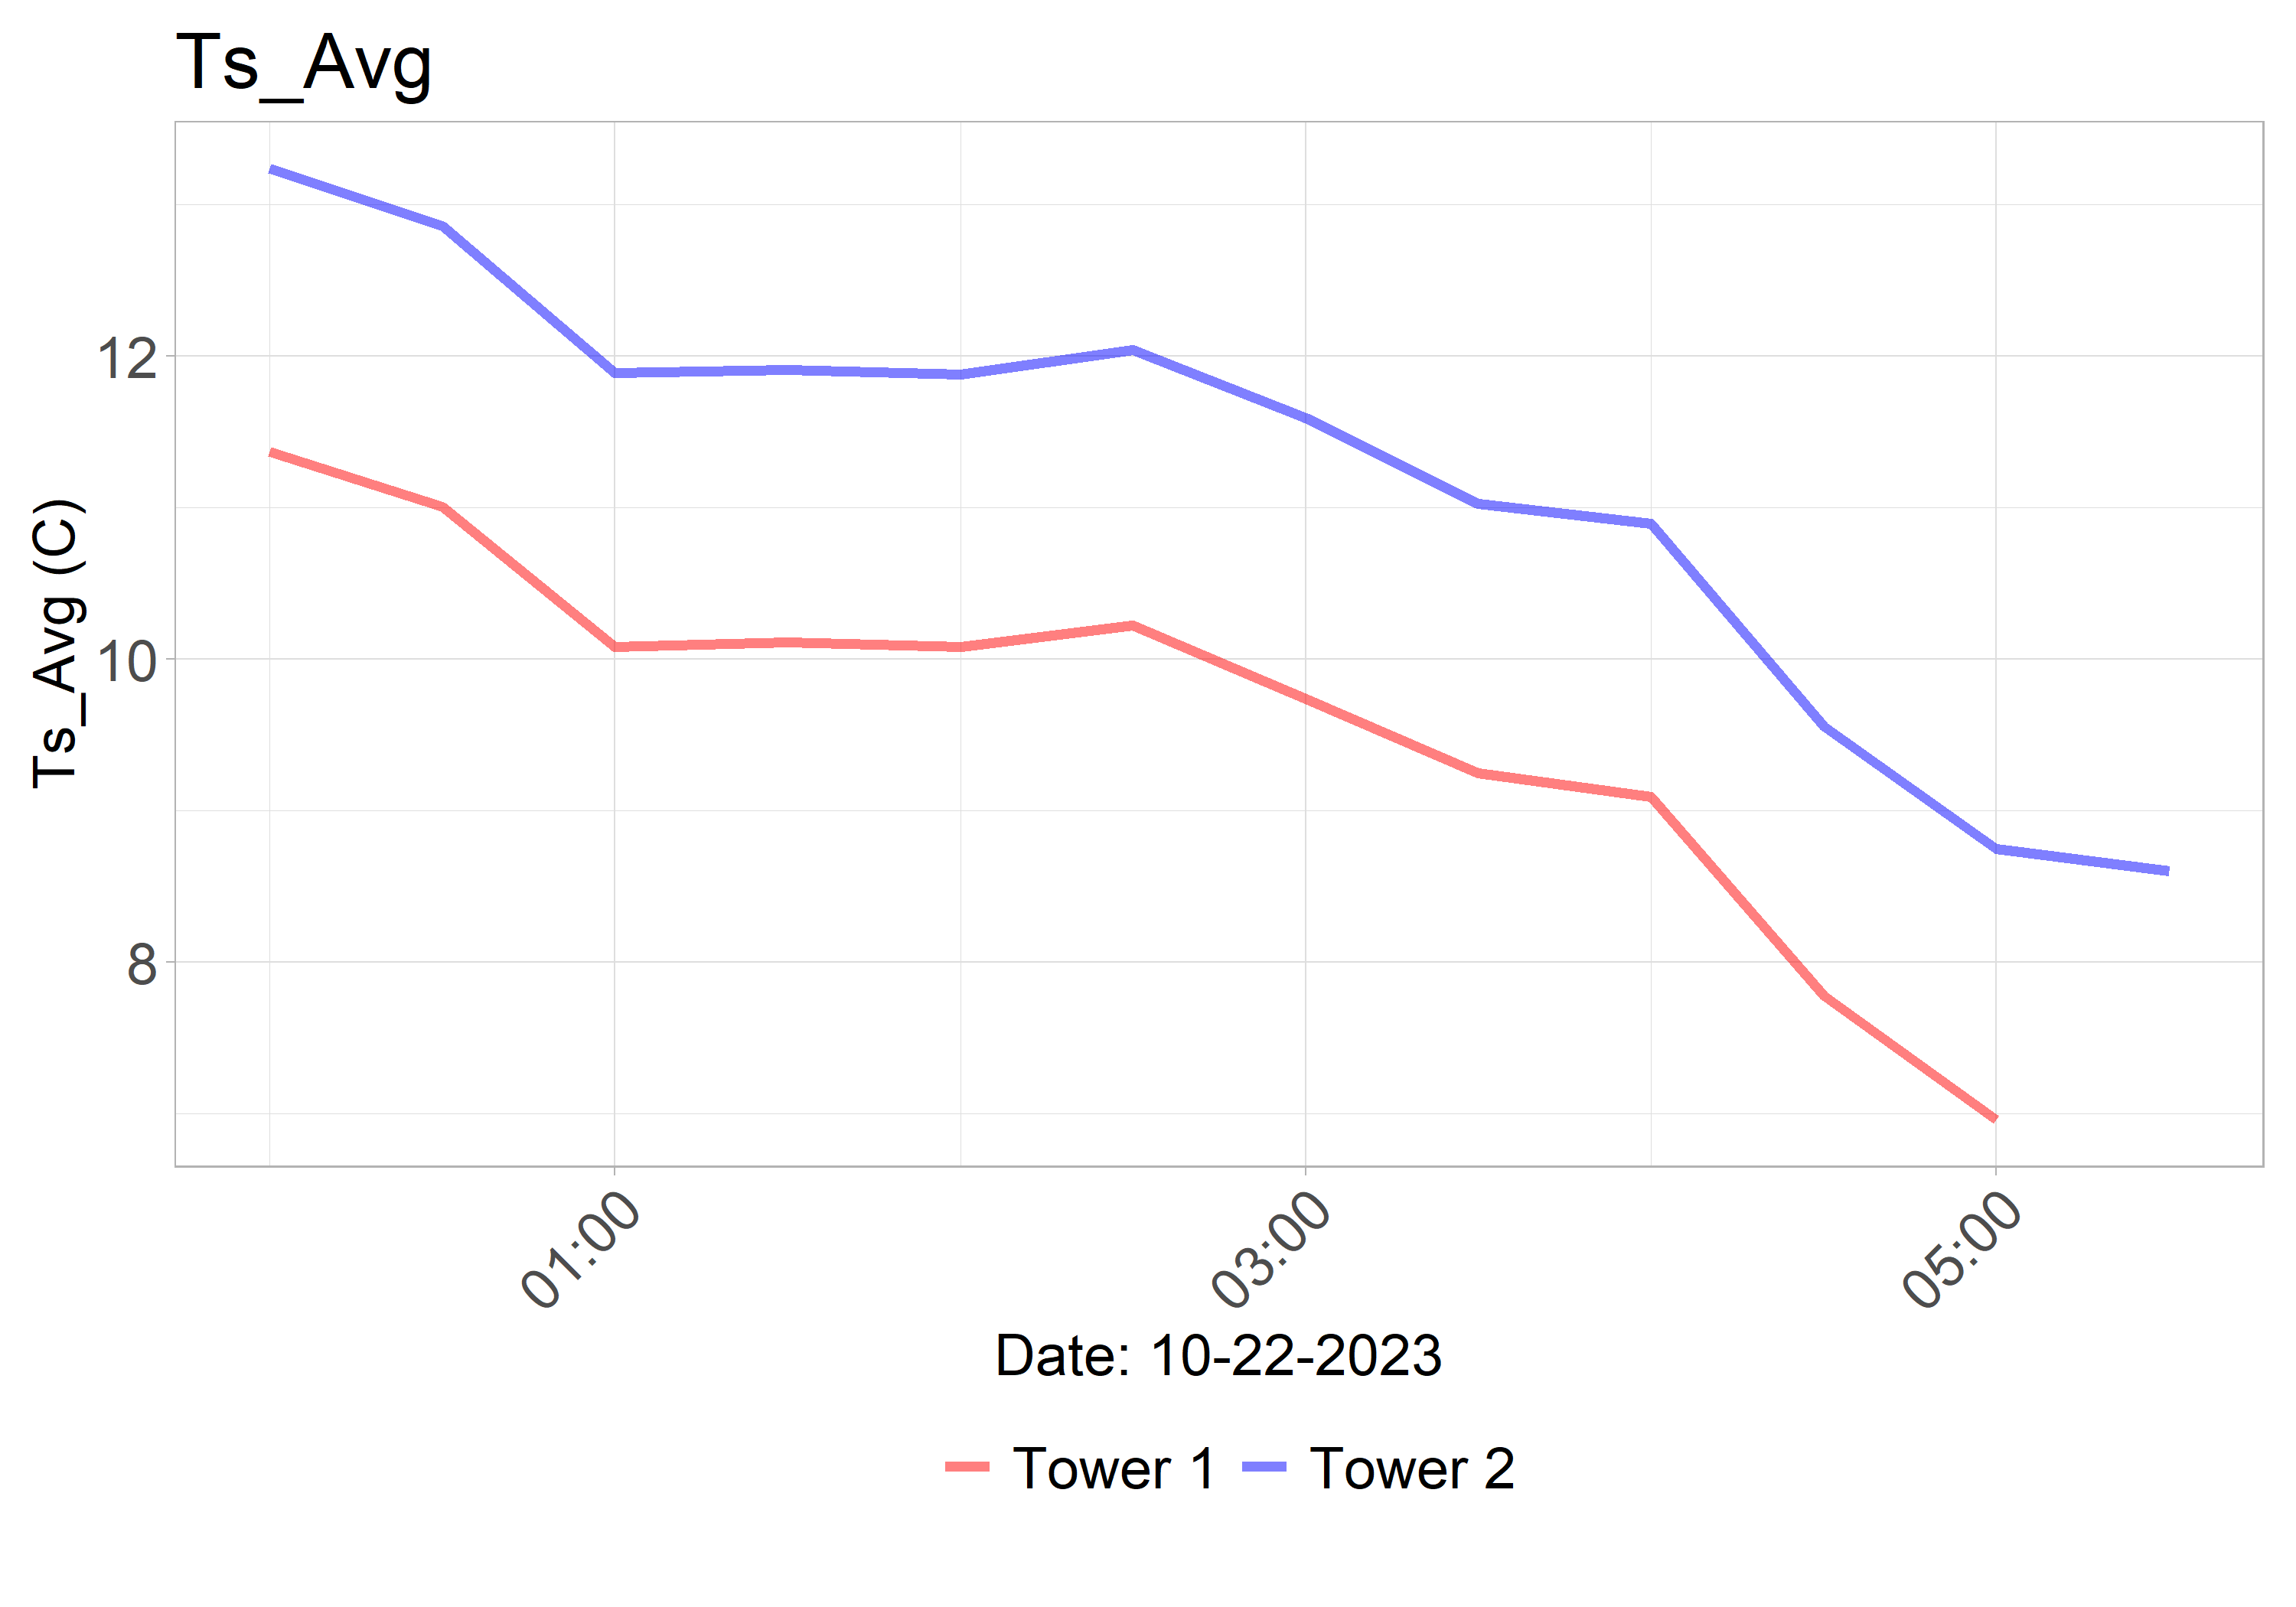 Ts_Avg
Ts_Avg (C)
12
10
8
01:00
03:00
05:00
Date: 10-22-2023
Tower 1
Tower 2